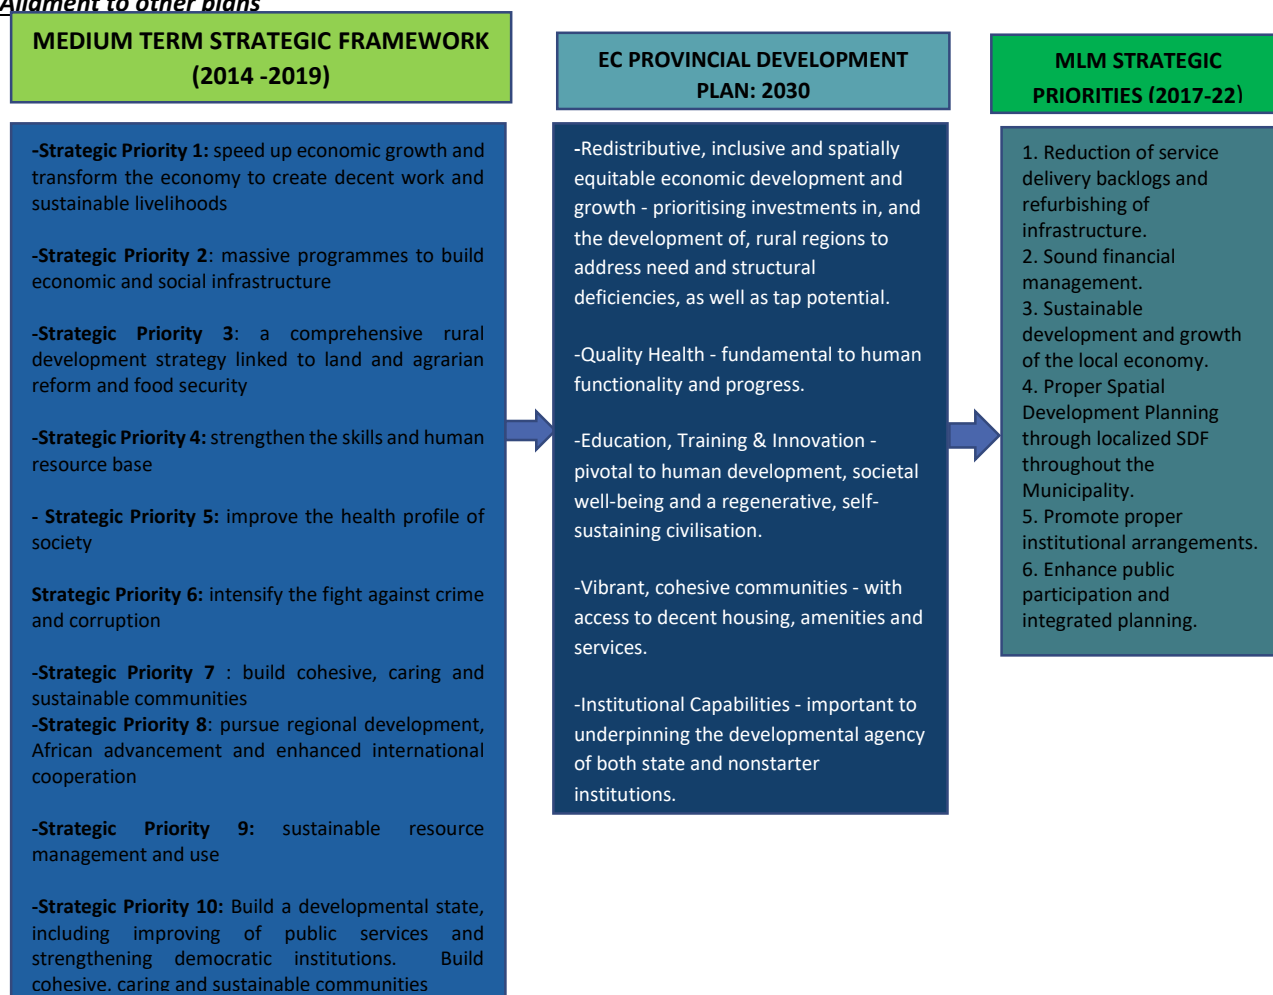 Alignment to other plans
MEDIUM TERM STRATEGIC FRAMEWORK
(2014 -2019)
-Strategic Priority 1: speed up economic growth and
transform the economy to create decent work and
sustainable livelihoods
-Strategic Priority 2: massive programmes to build
economic and social infrastructure
-Strategic Priority 3: a comprehensive rural
development strategy linked to land and agrarian
reform and food security
-Strategic Priority 4: strengthen the skills and human
resource base
- Strategic Priority 5: improve the health profile of
society
Strategic Priority 6: intensify the fight against crime
and corruption
-Strategic Priority 7 : build cohesive, caring and
sustainable communities
-Strategic Priority 8: pursue regional development,
African advancement and enhanced international
cooperation
-Strategic Priority 9: sustainable resource
management and use
-Strategic Priority 10: Build a developmental state,
including improving of public services and
strengthening democratic institutions. Build
cohesive, caring and sustainable communities
EC PROVINCIAL DEVELOPMENT
PLAN: 2030
-Redistributive, inclusive and spatially
equitable economic development and
growth - prioritising investments in, and
the development of, rural regions to
address need and structural
deficiencies, as well as tap potential.
-Quality Health - fundamental to human
functionality and progress.
-Education, Training & Innovation -
pivotal to human development, societal
well-being and a regenerative, self-
sustaining civilisation.
-Vibrant, cohesive communities - with
access to decent housing, amenities and
services.
-Institutional Capabilities - important to
underpinning the developmental agency
of both state and nonstarter
institutions.
MLM STRATEGIC
PRIORITIES (2017-22)
1. Reduction of service
delivery backlogs and
refurbishing of
infrastructure.
2. Sound financial
management.
3. Sustainable
development and growth
of the local economy.
4. Proper Spatial
Development Planning
through localized SDF
throughout the
Municipality.
5. Promote proper
institutional arrangements.
6. Enhance public
participation and
integrated planning.